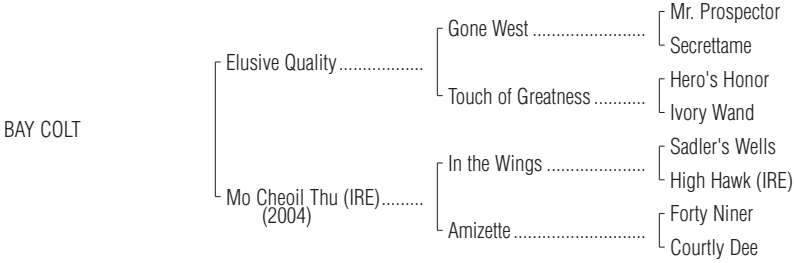 Mr. Prospector
Gone West ........................
Secrettame
Elusive Quality..................
Hero's Honor
Touch of Greatness ...........
Ivory Wand
BAY COLT
Sadler's Wells
In the Wings .....................
High Hawk (IRE)
Mo Cheoil Thu (IRE).........
(2004)
Forty Niner
Amizette............................
Courtly Dee